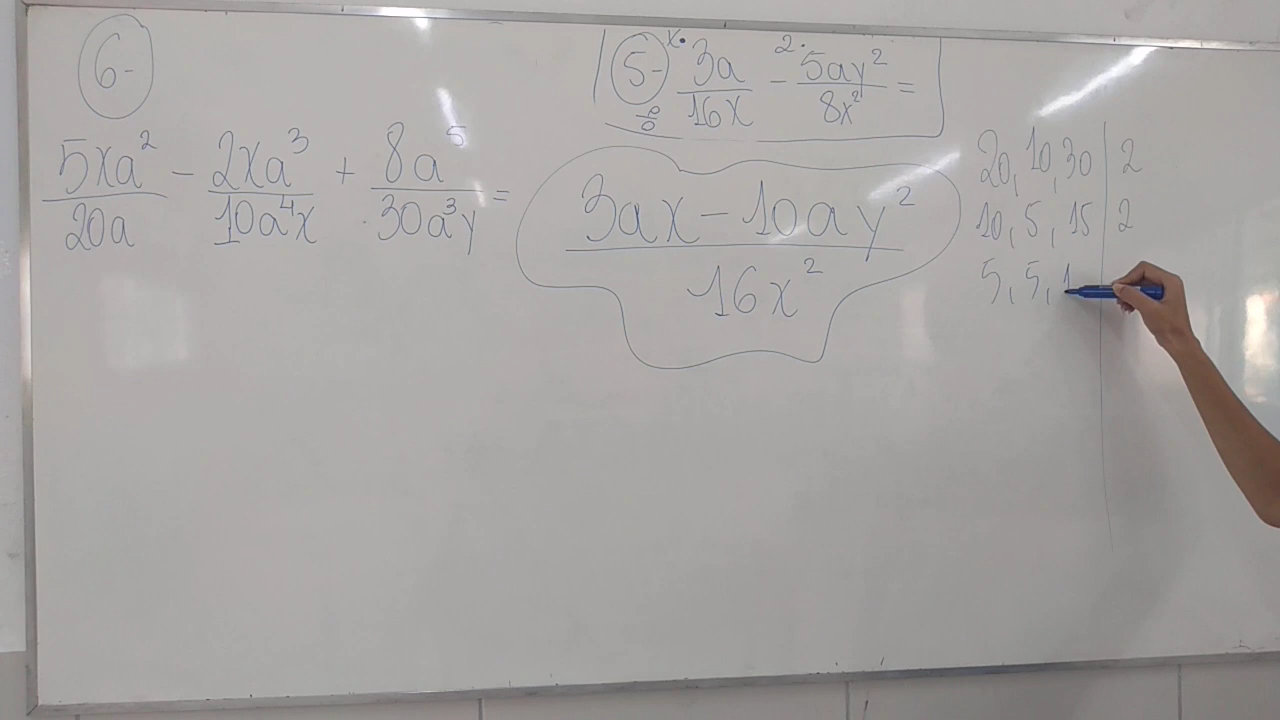 6-
5xa²/20a - 2xa³/10a⁴x + 8a⁵/30a³y =
5- x· 3a/16x - 2· 5ay²/8x² =
3ax - 10ay²/16x²
20, 10, 30 | 2
10, 5, 15 | 2
5, 5, 1